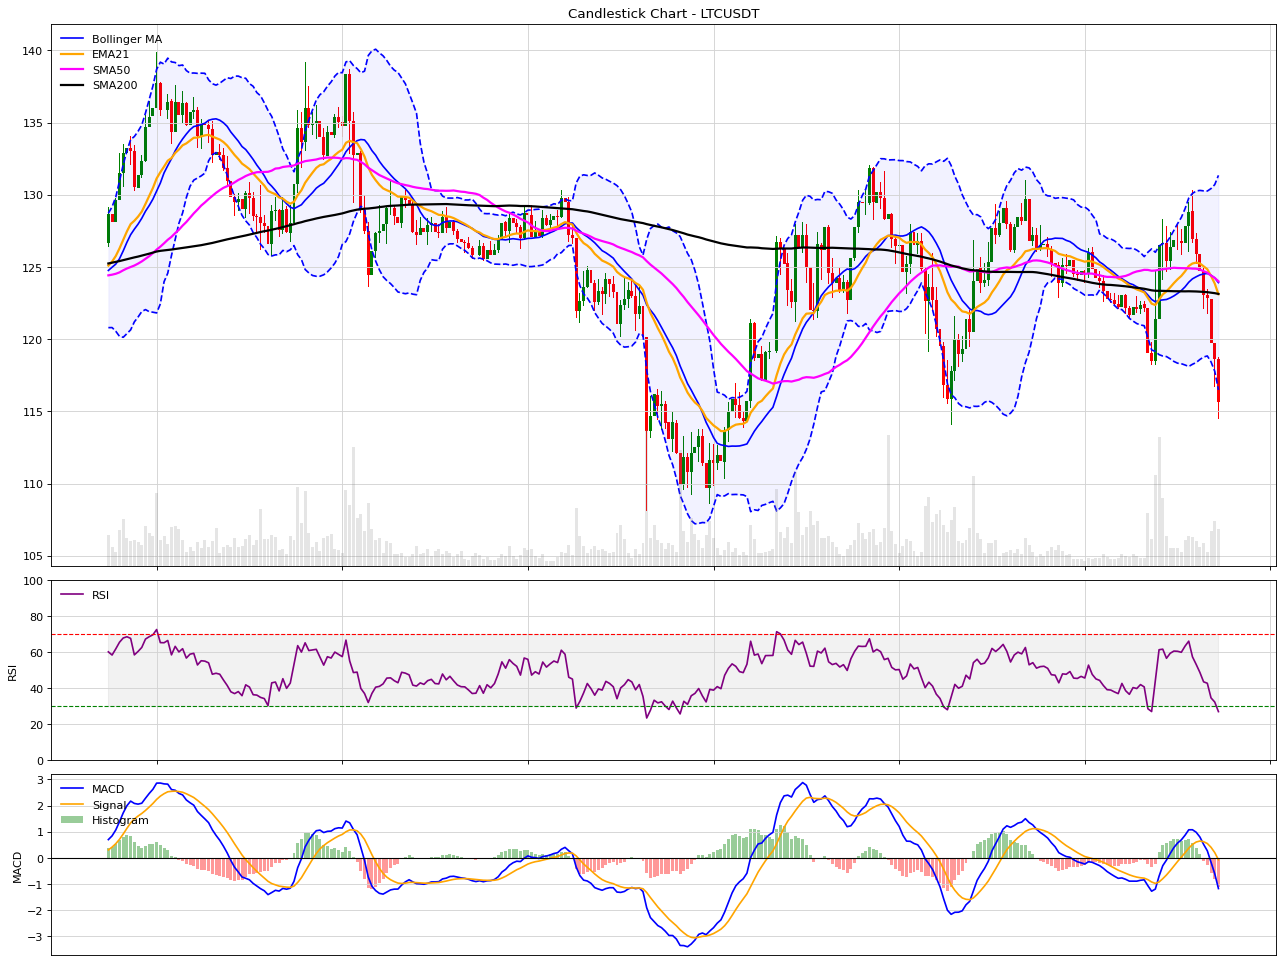 Candlestick Chart - LTCUSDT
Bollinger MA
EMA21
SMA50
SMA200
140
135
130
125
120
115
110
105
RSI
100
80
60
40
20
0
RSI
MACD
Signal
Histogram
3
2
1
0
−1
−2
−3
MACD